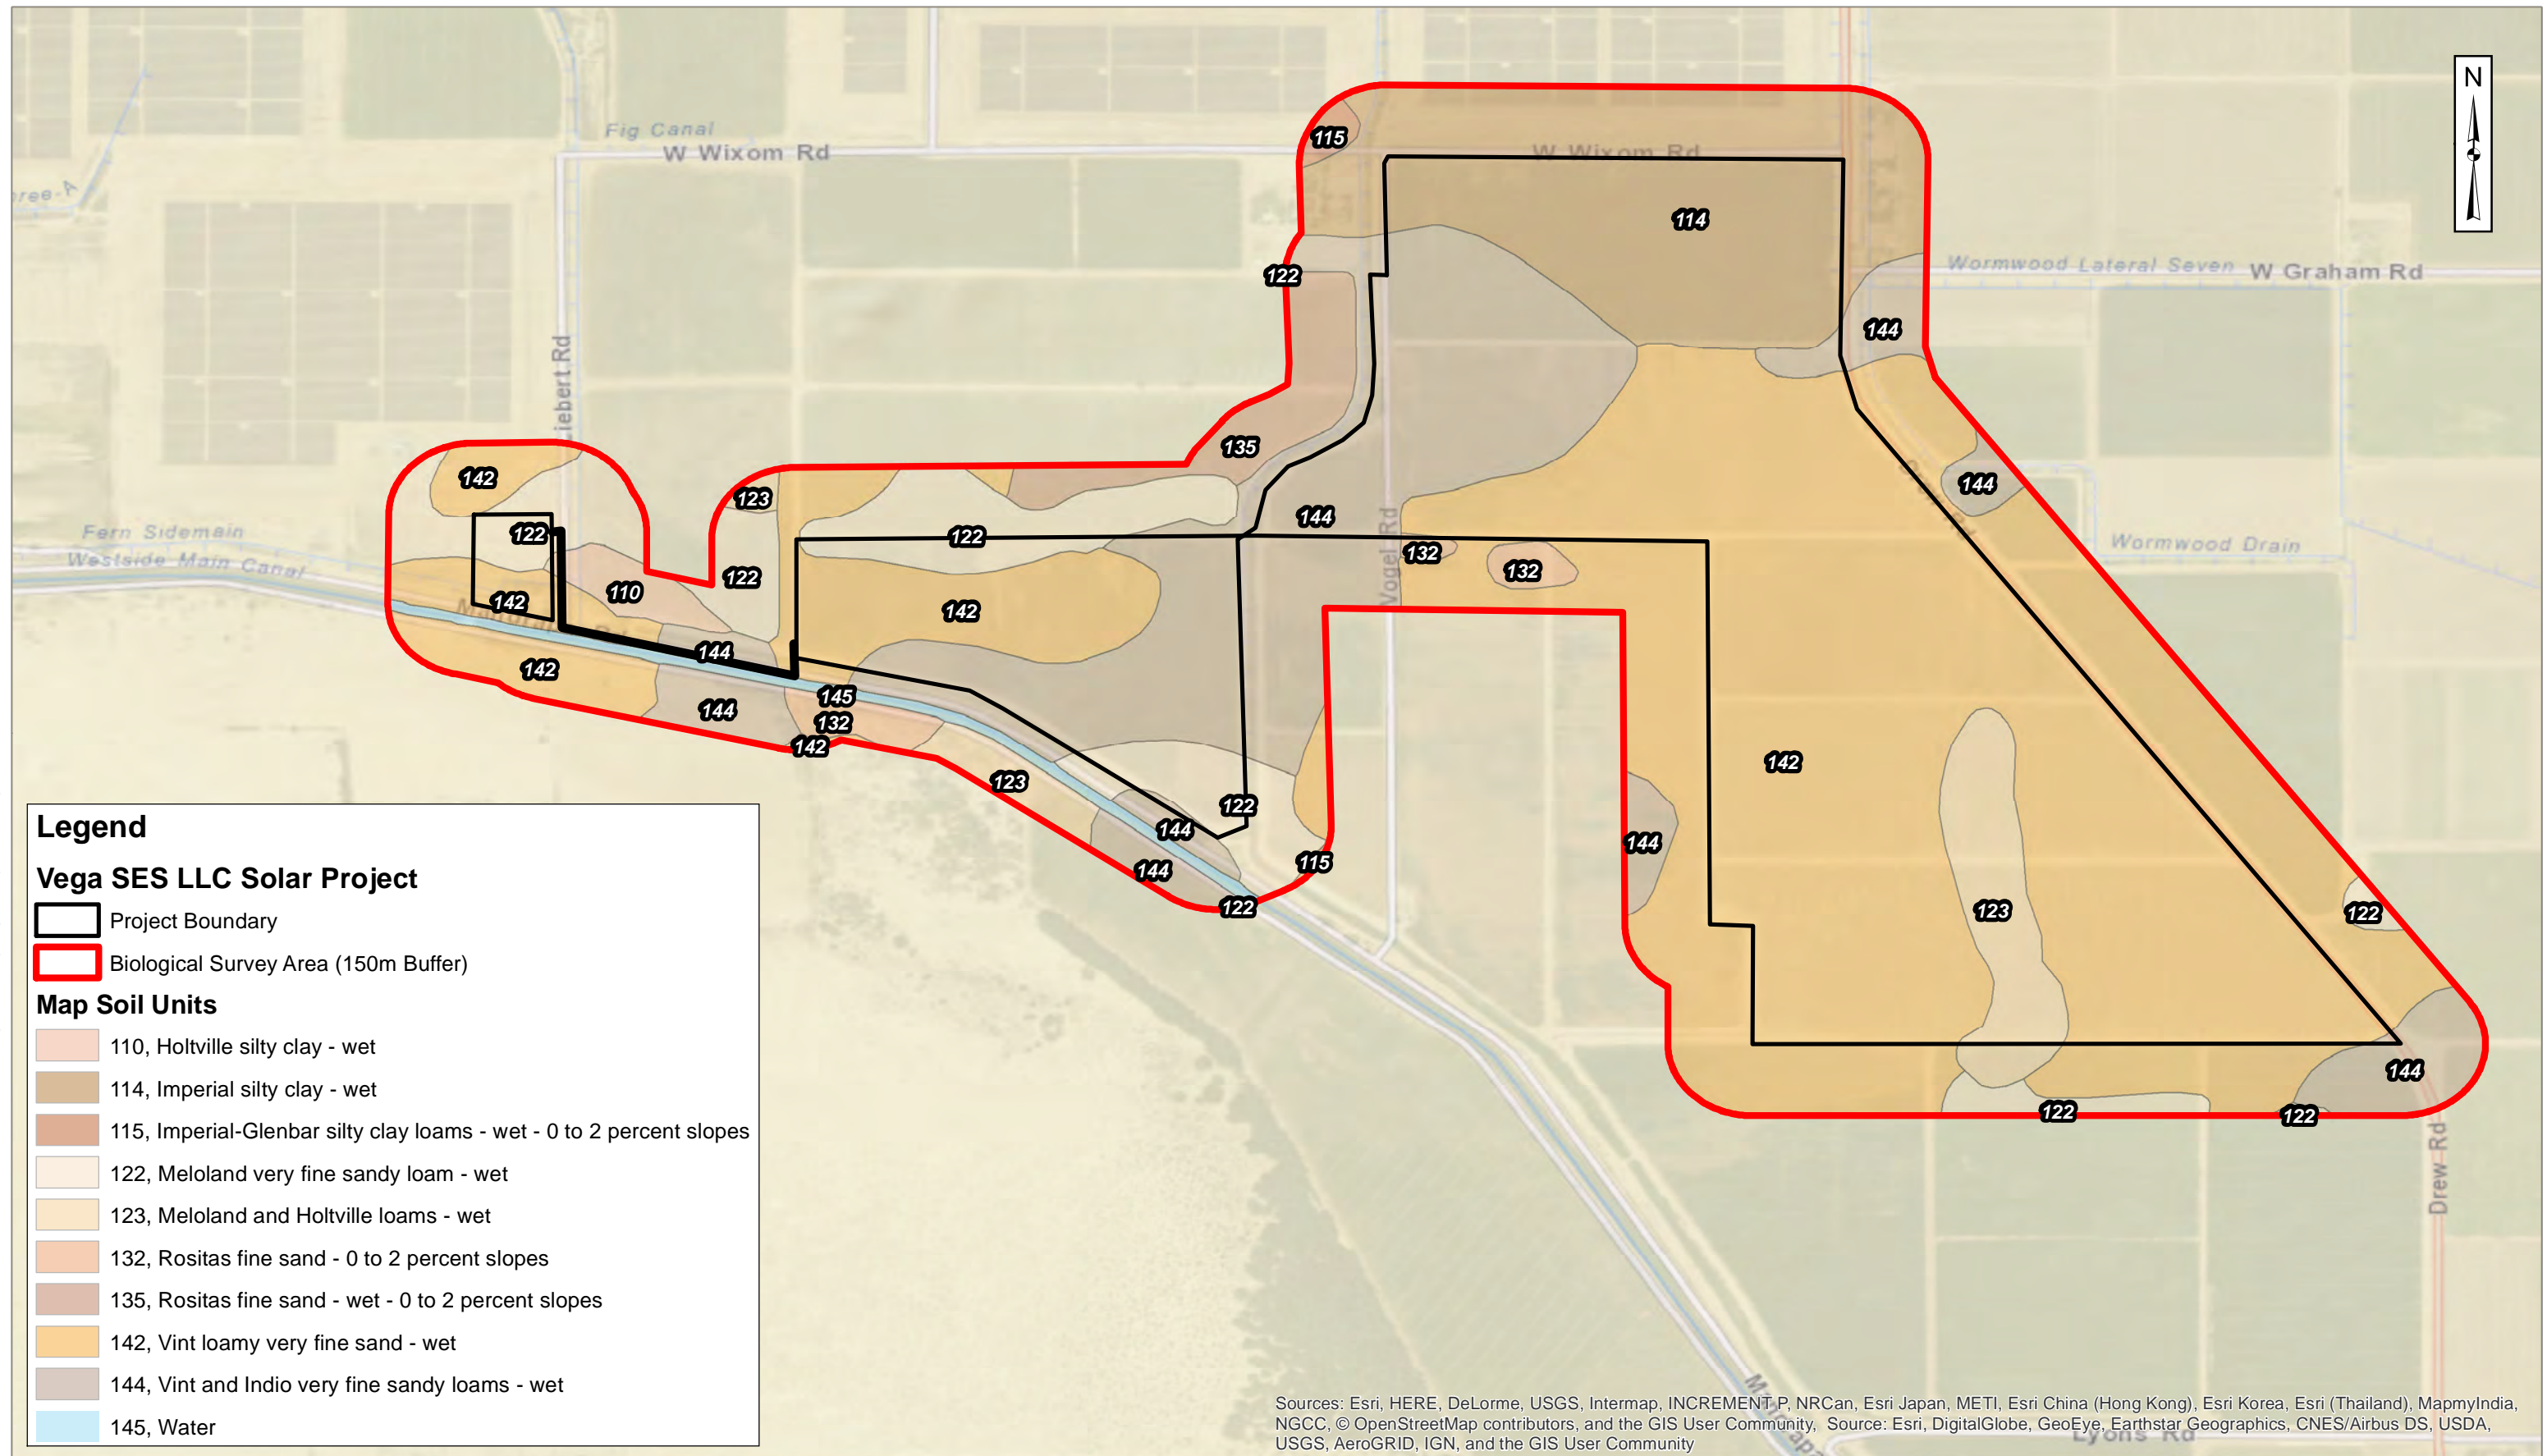 N
Fig Canal
W Wixom Rd
W Wixom Rd
115
114
122
Wormwood Lateral Seven
W Graham Rd
144
Liebert Rd
135
142
123
144
144
Vogel Rd
Fern Sidemain
Westside Main Canal
122
122
132
132
Wormwood Drain
122
110
142
142
144
142
145
144
132
142
142
123
122
144
144
144
115
122
123
122
144
122
122
Drew Rd
Lyons Rd
Legend
Vega SES LLC Solar Project
Project Boundary
Biological Survey Area (150m Buffer)
Map Soil Units
110, Holtville silty clay - wet
114, Imperial silty clay - wet
115, Imperial-Glenbar silty clay loams - wet - 0 to 2 percent slopes
122, Meloland very fine sandy loam - wet
123, Meloland and Holtville loams - wet
132, Rositas fine sand - 0 to 2 percent slopes
135, Rositas fine sand - wet - 0 to 2 percent slopes
142, Vint loamy very fine sand - wet
144, Vint and Indio very fine sandy loams - wet
145, Water
Sources: Esri, HERE, DeLorme, USGS, Intermap, INCREMENT P, NRCan, Esri Japan, METI, Esri China (Hong Kong), Esri Korea, Esri (Thailand), MapmyIndia,
NGCC, © OpenStreetMap contributors, and the GIS User Community, Source: Esri, DigitalGlobe, GeoEye, Earthstar Geographics, CNES/Airbus DS, USDA,
USGS, AeroGRID, IGN, and the GIS User Community